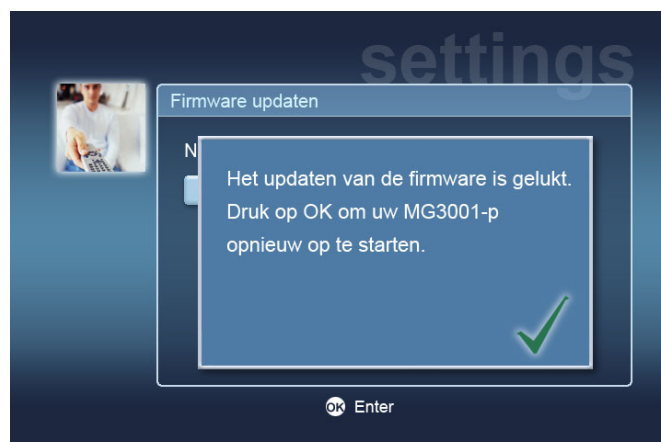 settings
Firmware updaten
N
Het updaten van de firmware is gelukt.
Druk op OK om uw MG3001-p
opnieuw op te starten.
OK Enter